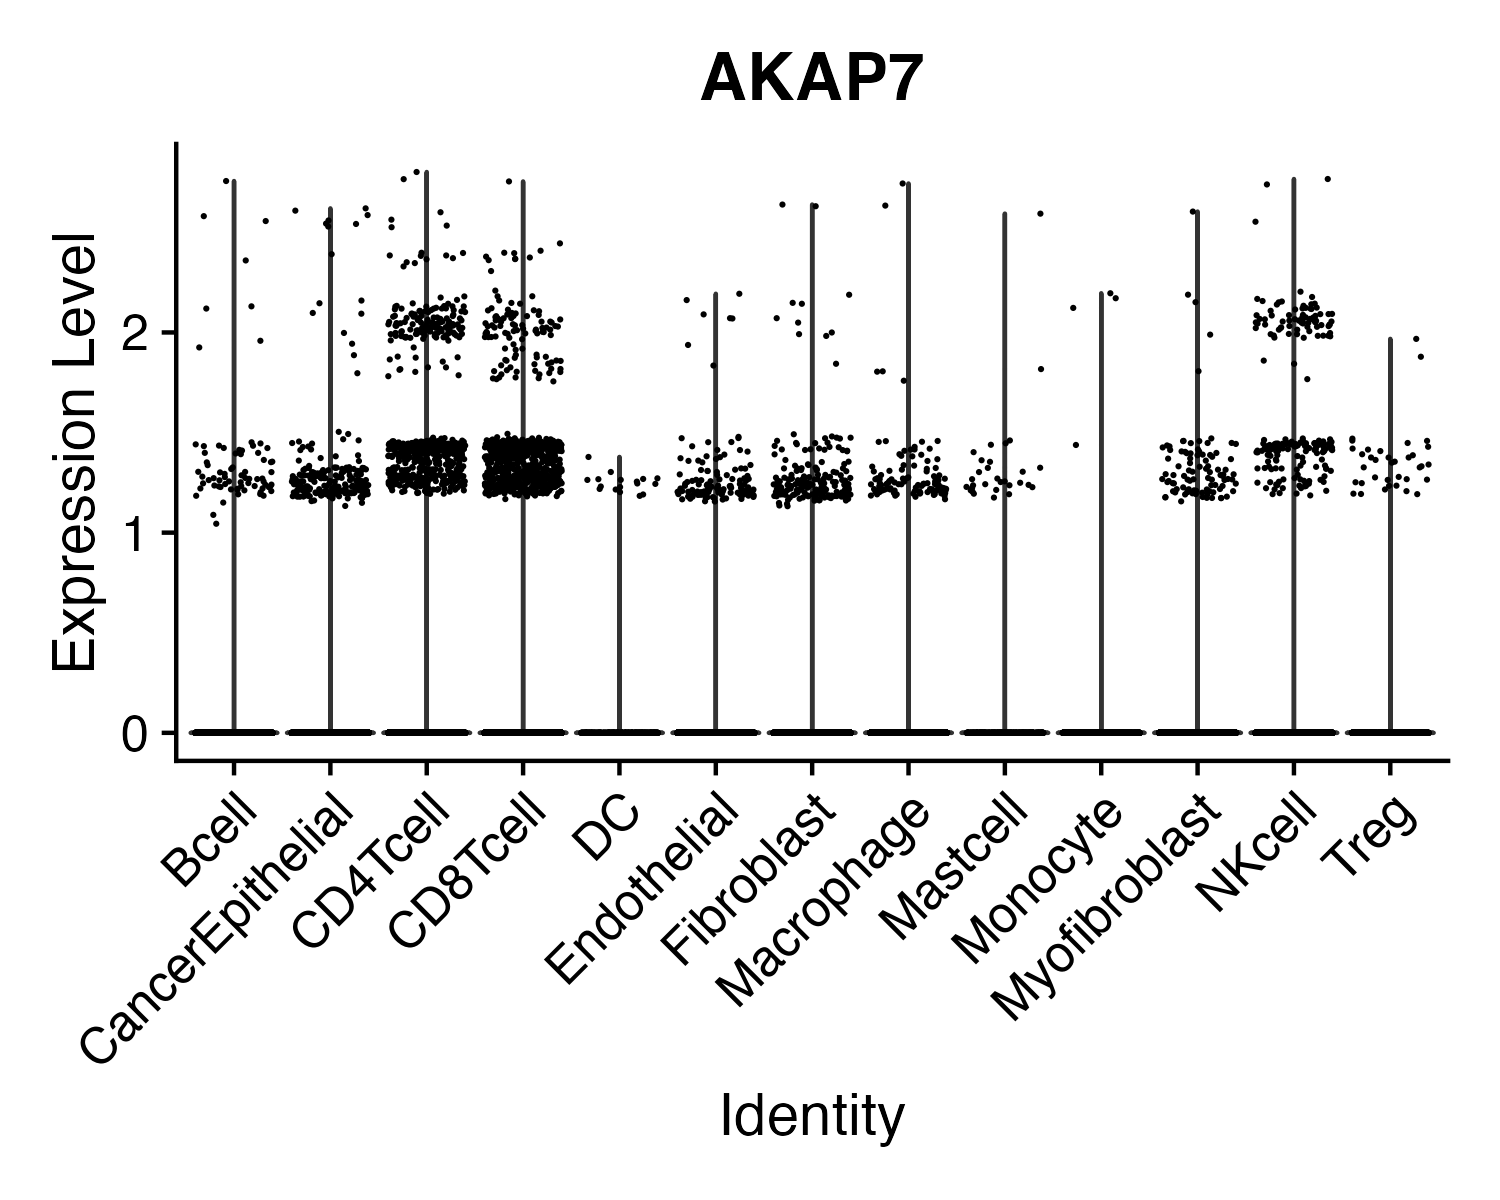 AKAP7
Expression Level
2
1
0
Bcell
CancerEpithelial
CD4Tcell
CD8Tcell
DC
Endothelial
Fibroblast
Macrophage
Mastcell
Monocyte
Myofibroblast
NKcell
Treg
Identity